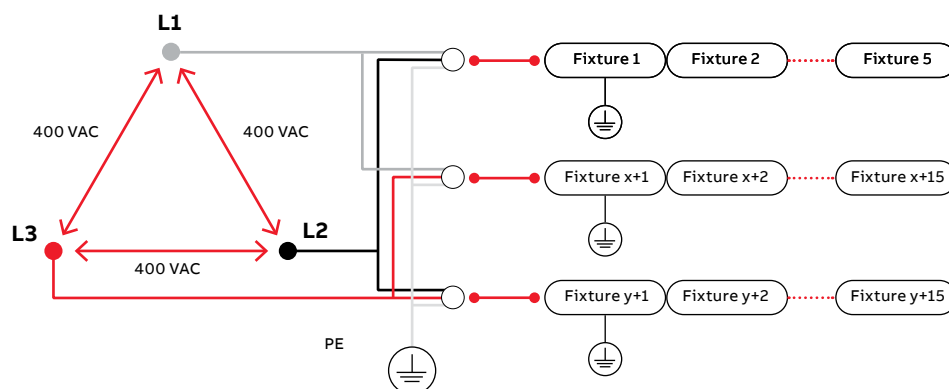 L1
Fixture 1
Fixture 2
Fixture 5
400 VAC
400 VAC
Fixture x+1
Fixture x+2
Fixture x+15
L3
L2
400 VAC
Fixture y+1
Fixture y+2
Fixture y+15
PE